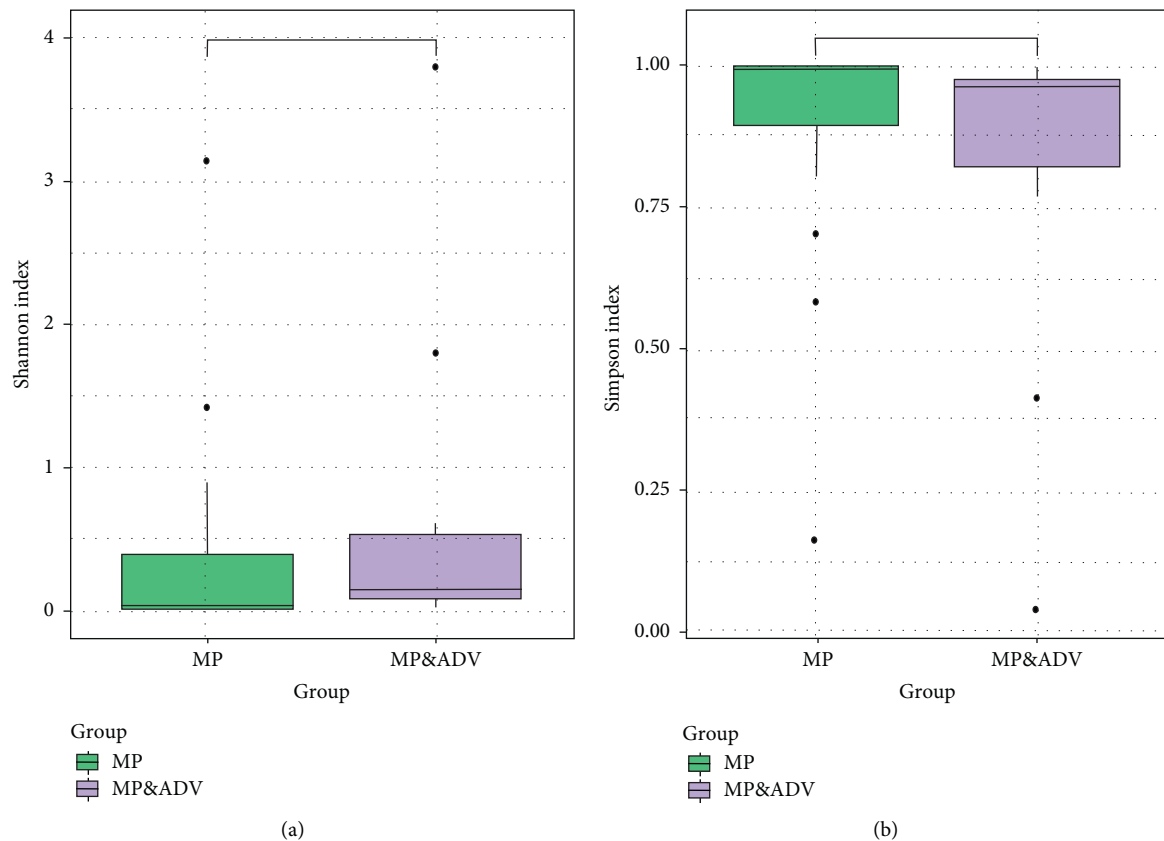 4
3
2
1
0
Shannon index
MP
MP&ADV
Group
Group
MP
MP&ADV
(a)
1.00
0.75
0.50
0.25
0.00
Simpson index
MP
MP&ADV
Group
Group
MP
MP&ADV
(b)